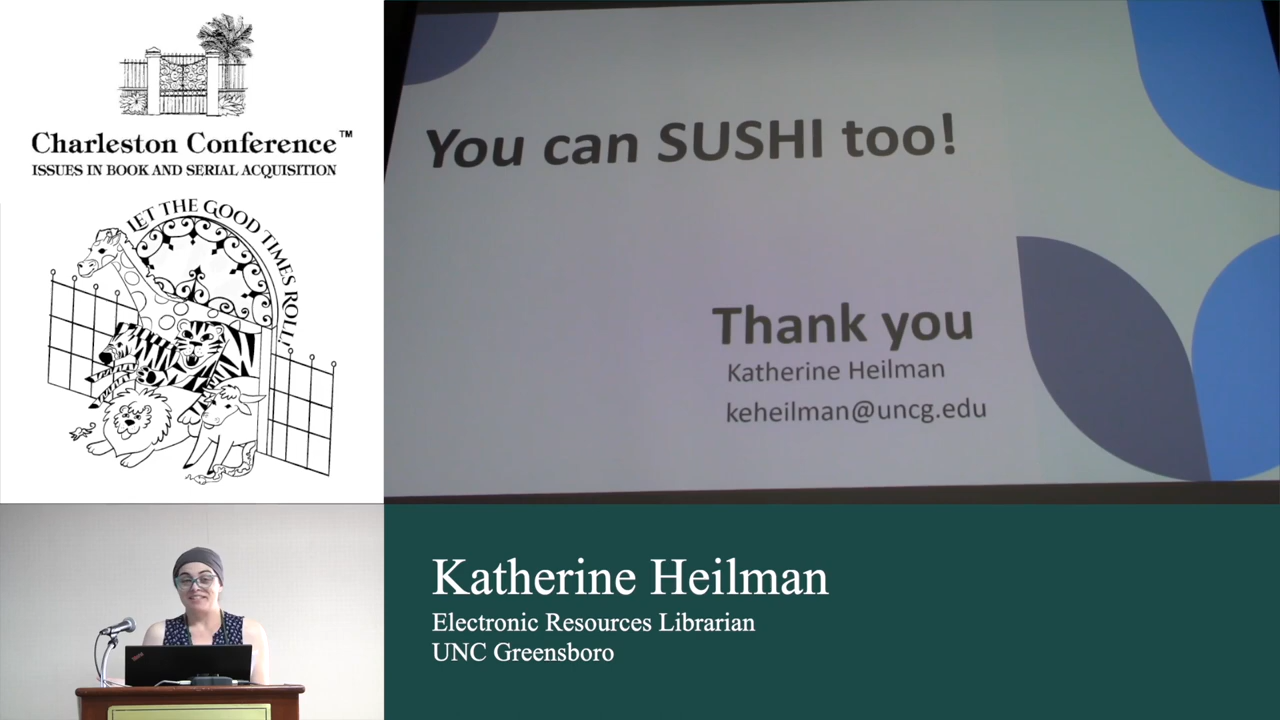 Charleston Conference™
ISSUES IN BOOK AND SERIAL ACQUISITION
LET THE GOOD TIMES ROLL!
You can SUSHI too!
Thank you
Katherine Heilman
keheilman@uncg.edu
Katherine Heilman
Electronic Resources Librarian
UNC Greensboro